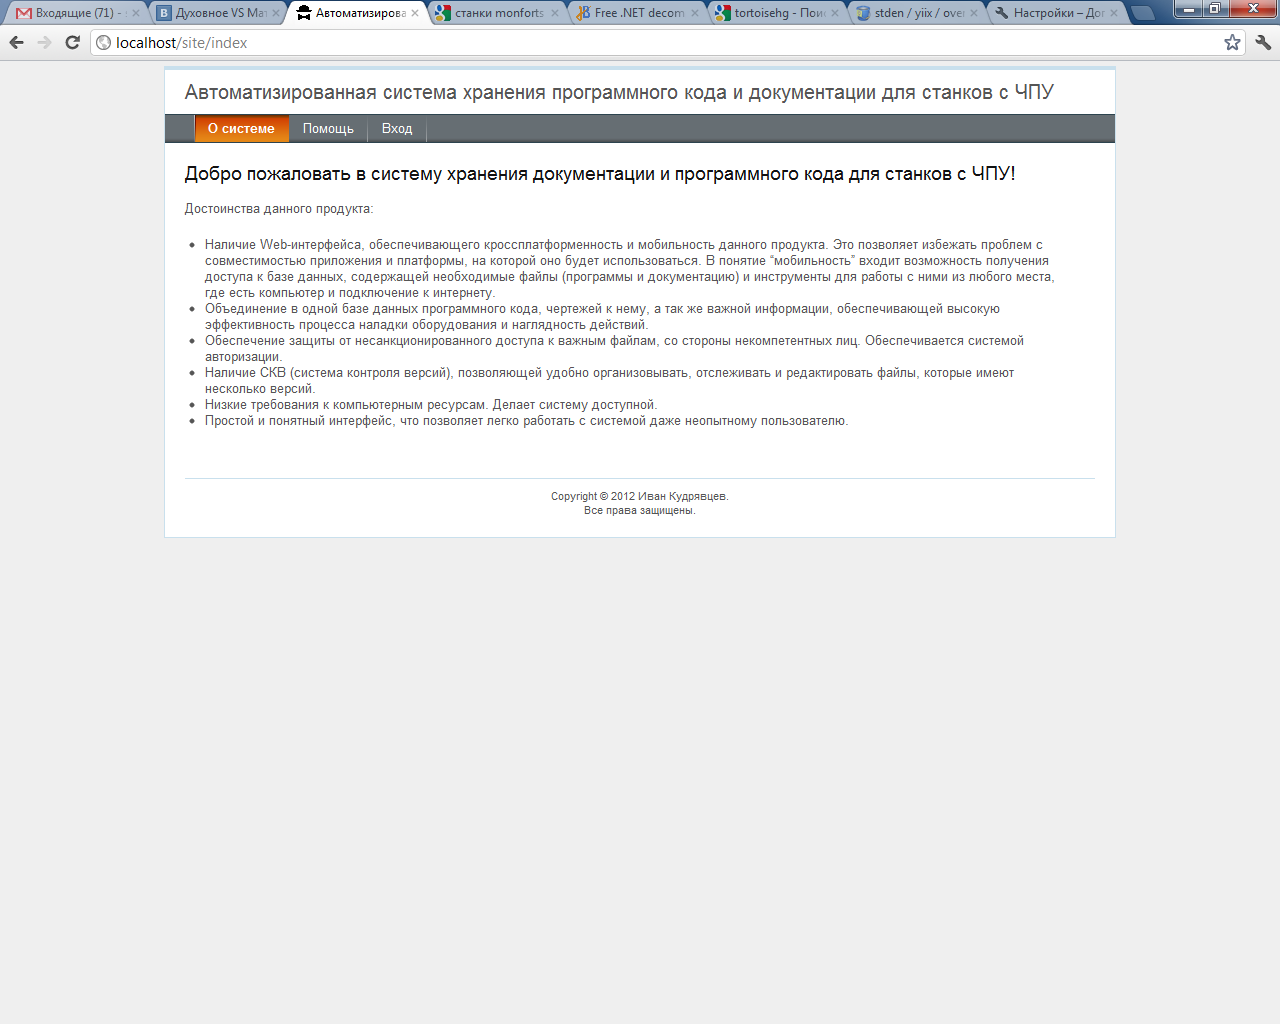 Входящие (71) -
Духовное VS Мат
Автоматизирова
станки monforts
Free .NET decom
tortoisehg - Пои
stden / yiix / over
Настройки – До
localhost/site/index
Автоматизированная система хранения программного кода и документации для станков с ЧПУ
О системе
Помощь
Вход
Добро пожаловать в систему хранения документации и программного кода для станков с ЧПУ!
Достоинства данного продукта:
Наличие Web-интерфейса, обеспечивающего кроссплатформенность и мобильность данного продукта. Это позволяет избежать проблем с
совместимостью приложения и платформы, на которой оно будет использоваться. В понятие “мобильность” входит возможность получения
доступа к базе данных, содержащей необходимые файлы (программы и документацию) и инструменты для работы с ними из любого места,
где есть компьютер и подключение к интернету.
Объединение в одной базе данных программного кода, чертежей к нему, а так же важной информации, обеспечивающей высокую
эффективность процесса наладки оборудования и наглядность действий.
Обеспечение защиты от несанкционированного доступа к важным файлам, со стороны некомпетентных лиц. Обеспечивается системой
авторизации.
Наличие СКВ (система контроля версий), позволяющей удобно организовывать, отслеживать и редактировать файлы, которые имеют
несколько версий.
Низкие требования к компьютерным ресурсам. Делает систему доступной.
Простой и понятный интерфейс, что позволяет легко работать с системой даже неопытному пользователю.
Copyright © 2012 Иван Кудрявцев.
Все права защищены.